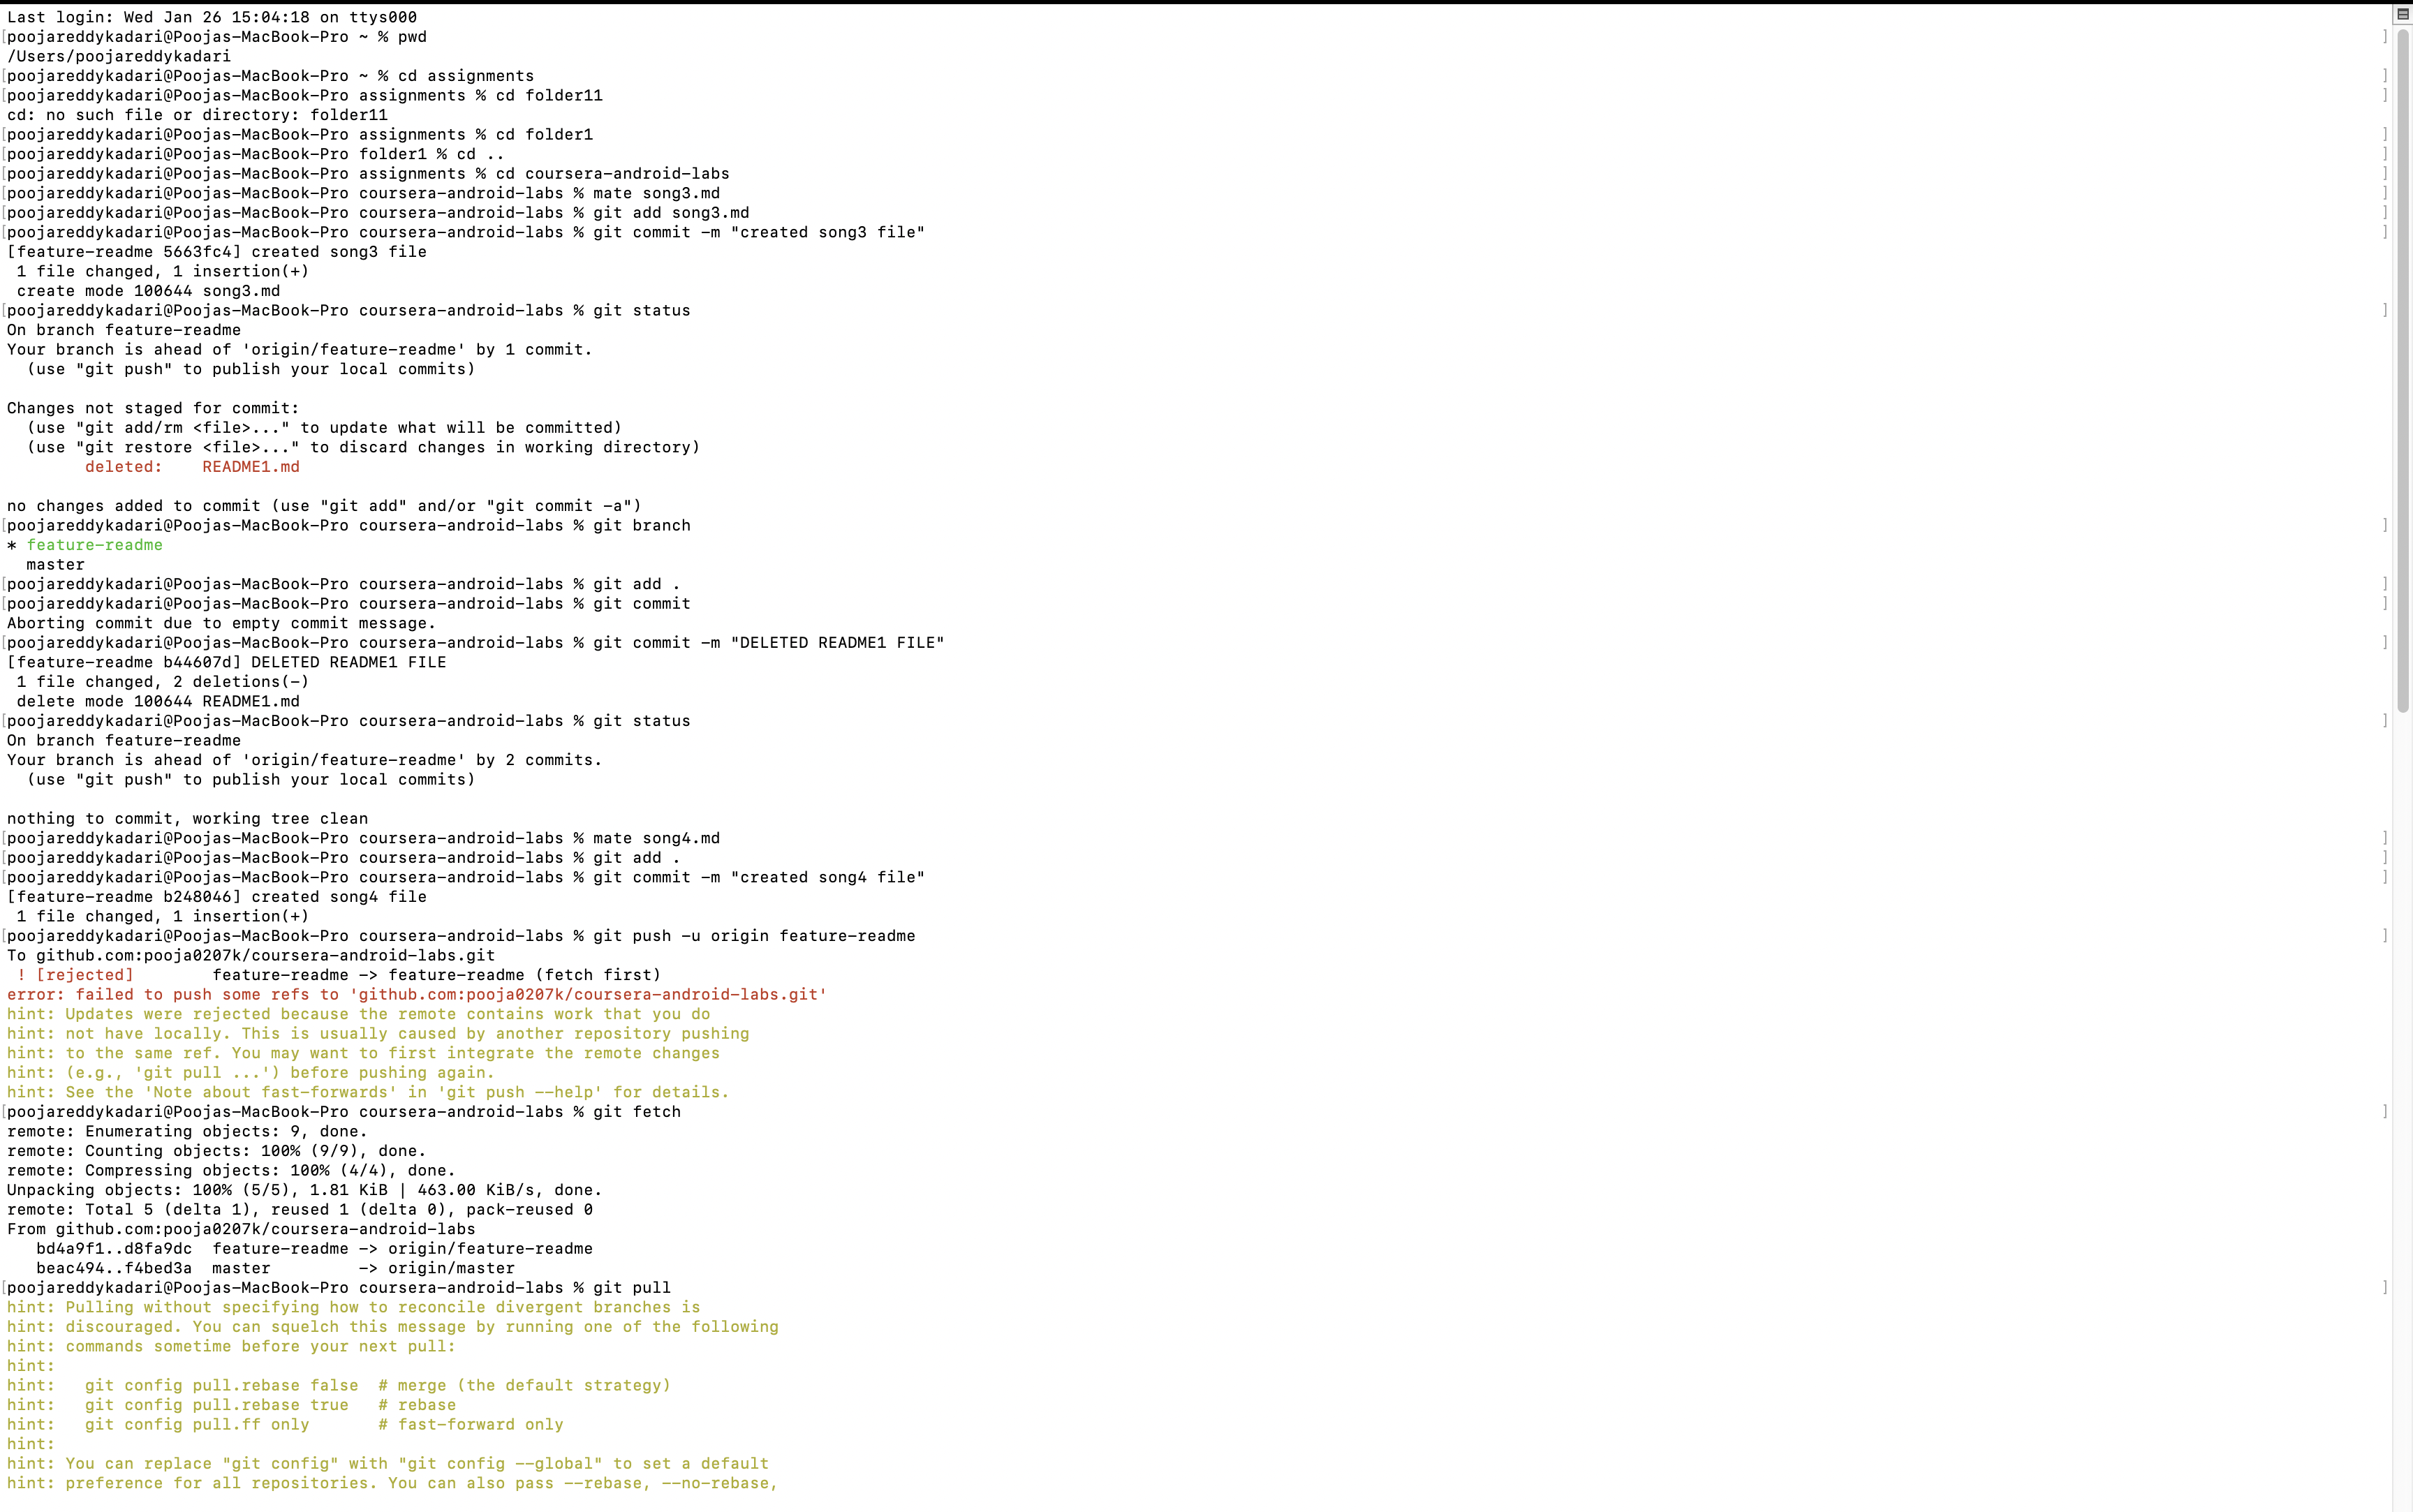 Last login: Wed Jan 26 15:04:18 on ttys000
[poojareddykadari@Poojas-MacBook-Pro ~ % pwd ]
/Users/poojareddykadari
[poojareddykadari@Poojas-MacBook-Pro ~ % cd assignments ]
[poojareddykadari@Poojas-MacBook-Pro assignments % cd folder11 ]
cd: no such file or directory: folder11
[poojareddykadari@Poojas-MacBook-Pro assignments % cd folder1 ]
[poojareddykadari@Poojas-MacBook-Pro folder1 % cd .. ]
[poojareddykadari@Poojas-MacBook-Pro assignments % cd coursera-android-labs ]
[poojareddykadari@Poojas-MacBook-Pro coursera-android-labs % mate song3.md ]
[poojareddykadari@Poojas-MacBook-Pro coursera-android-labs % git add song3.md ]
[poojareddykadari@Poojas-MacBook-Pro coursera-android-labs % git commit -m "created song3 file" ]
[feature-readme 5663fc4] created song3 file
 1 file changed, 1 insertion(+)
 create mode 100644 song3.md
[poojareddykadari@Poojas-MacBook-Pro coursera-android-labs % git status ]
On branch feature-readme
Your branch is ahead of 'origin/feature-readme' by 1 commit.
  (use "git push" to publish your local commits)

Changes not staged for commit:
  (use "git add/rm <file>..." to update what will be committed)
  (use "git restore <file>..." to discard changes in working directory)
        deleted:    README1.md

no changes added to commit (use "git add" and/or "git commit -a")
[poojareddykadari@Poojas-MacBook-Pro coursera-android-labs % git branch ]
* feature-readme
  master
[poojareddykadari@Poojas-MacBook-Pro coursera-android-labs % git add . ]
[poojareddykadari@Poojas-MacBook-Pro coursera-android-labs % git commit ]
Aborting commit due to empty commit message.
[poojareddykadari@Poojas-MacBook-Pro coursera-android-labs % git commit -m "DELETED README1 FILE" ]
[feature-readme b44607d] DELETED README1 FILE
 1 file changed, 2 deletions(-)
 delete mode 100644 README1.md
[poojareddykadari@Poojas-MacBook-Pro coursera-android-labs % git status ]
On branch feature-readme
Your branch is ahead of 'origin/feature-readme' by 2 commits.
  (use "git push" to publish your local commits)

nothing to commit, working tree clean
[poojareddykadari@Poojas-MacBook-Pro coursera-android-labs % mate song4.md ]
[poojareddykadari@Poojas-MacBook-Pro coursera-android-labs % git add . ]
[poojareddykadari@Poojas-MacBook-Pro coursera-android-labs % git commit -m "created song4 file" ]
[feature-readme b248046] created song4 file
 1 file changed, 1 insertion(+)
[poojareddykadari@Poojas-MacBook-Pro coursera-android-labs % git push -u origin feature-readme ]
To github.com:pooja0207k/coursera-android-labs.git
 ! [rejected]        feature-readme -> feature-readme (fetch first)
error: failed to push some refs to 'github.com:pooja0207k/coursera-android-labs.git'
hint: Updates were rejected because the remote contains work that you do
hint: not have locally. This is usually caused by another repository pushing
hint: to the same ref. You may want to first integrate the remote changes
hint: (e.g., 'git pull ...') before pushing again.
hint: See the 'Note about fast-forwards' in 'git push --help' for details.
[poojareddykadari@Poojas-MacBook-Pro coursera-android-labs % git fetch ]
remote: Enumerating objects: 9, done.
remote: Counting objects: 100% (9/9), done.
remote: Compressing objects: 100% (4/4), done.
Unpacking objects: 100% (5/5), 1.81 KiB | 463.00 KiB/s, done.
remote: Total 5 (delta 1), reused 1 (delta 0), pack-reused 0
From github.com:pooja0207k/coursera-android-labs
   bd4a9f1..d8fa9dc  feature-readme -> origin/feature-readme
   beac494..f4bed3a  master         -> origin/master
[poojareddykadari@Poojas-MacBook-Pro coursera-android-labs % git pull ]
hint: Pulling without specifying how to reconcile divergent branches is
hint: discouraged. You can squelch this message by running one of the following
hint: commands sometime before your next pull:
hint:
hint:   git config pull.rebase false  # merge (the default strategy)
hint:   git config pull.rebase true   # rebase
hint:   git config pull.ff only       # fast-forward only
hint:
hint: You can replace "git config" with "git config --global" to set a default
hint: preference for all repositories. You can also pass --rebase, --no-rebase,